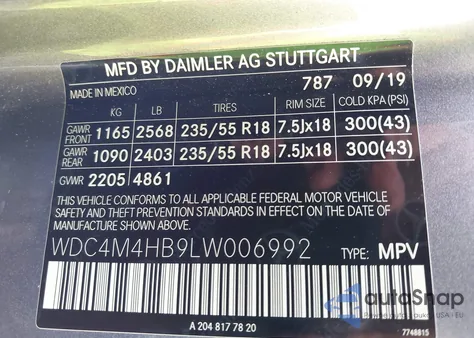 MFD BY DAIMLER AG STUTTGART
MADE IN MEXICO 787 09/19
KG LB TIRES RIM SIZE COLD KPA (PSI)
GAWR FRONT 1165 2568 235/55 R18 7.5Jx18 300(43)
GAWR REAR 1090 2403 235/55 R18 7.5Jx18 300(43)
GVWR 2205 4861
THIS VEHICLE CONFORMS TO ALL APPLICABLE FEDERAL MOTOR VEHICLE
SAFETY STANDARDS IN EFFECT ON THE DATE OF
MANUFACTURE SHOWN ABOVE.
WDC4M4HB9LW006992 TYPE: MPV
A 204 817 78 20
7748815
autoSnap
USA - EU